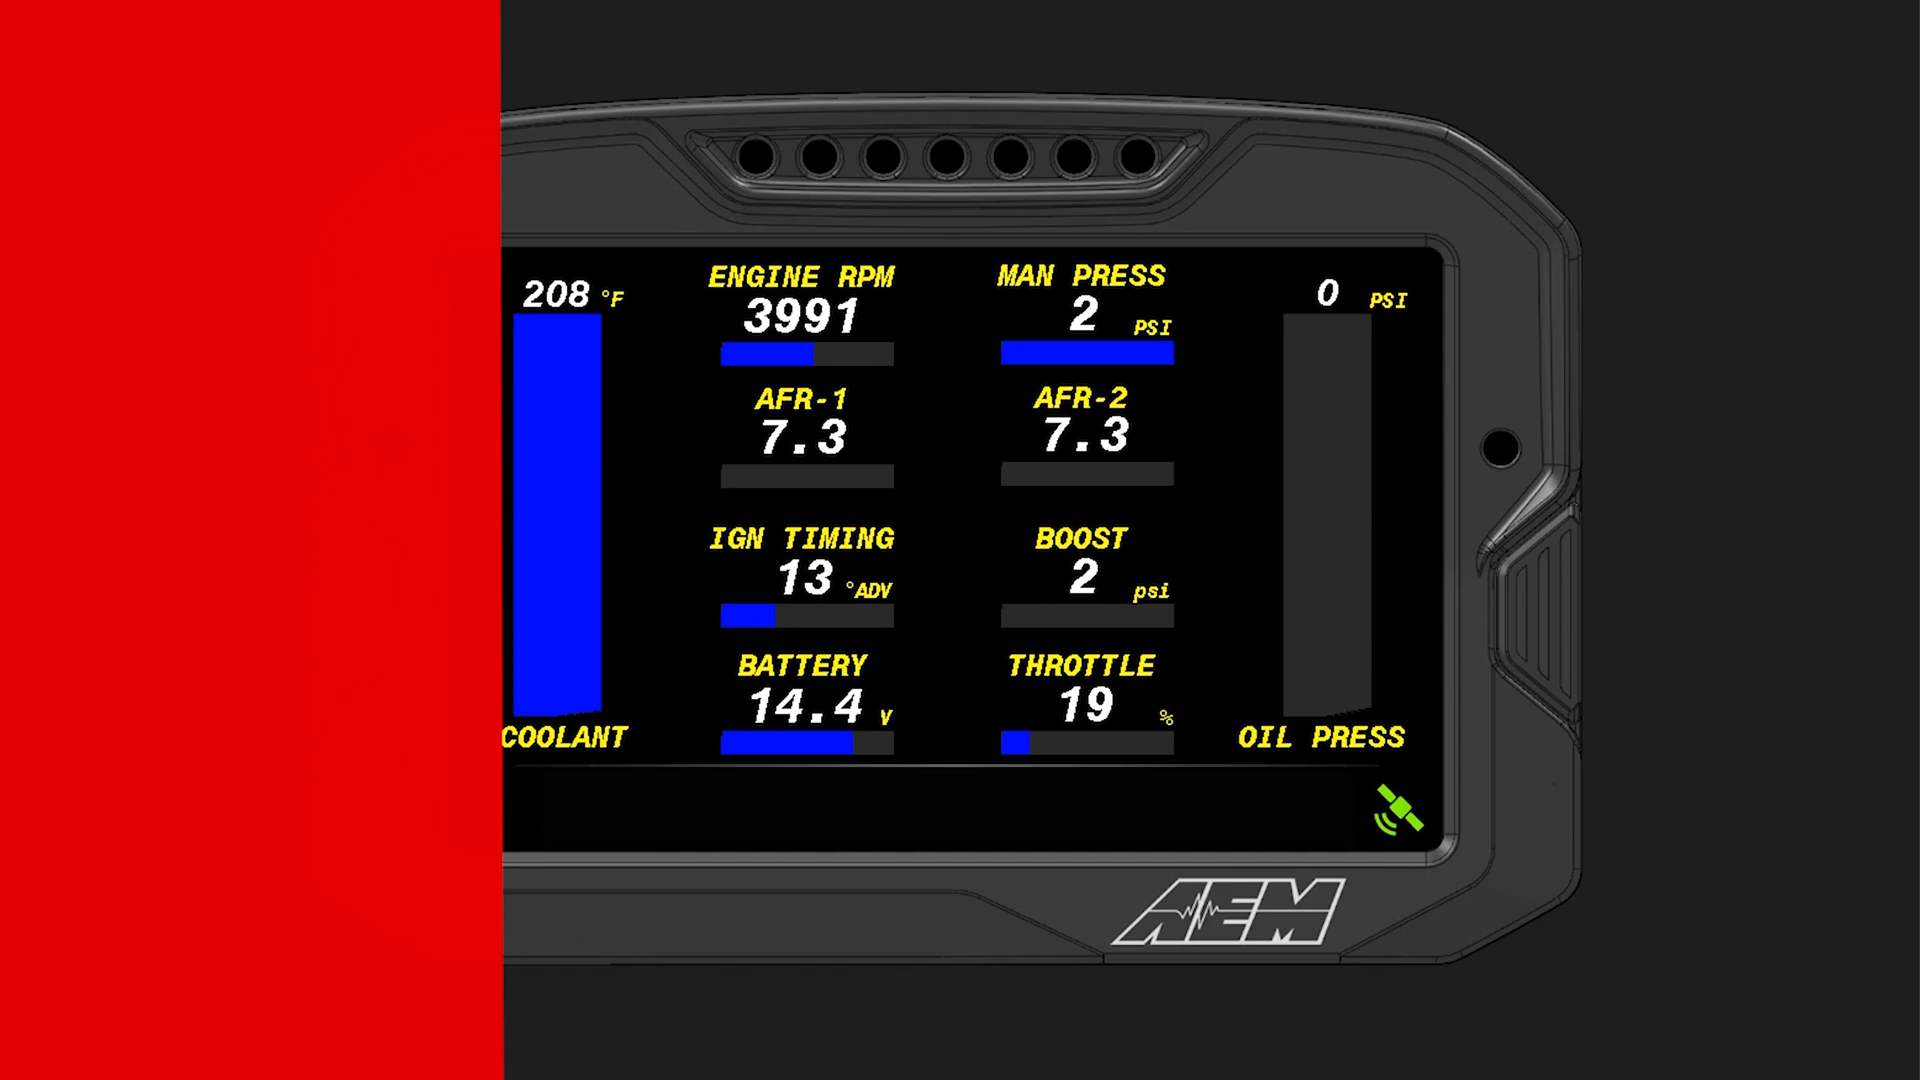 208 °F
COOLANT
ENGINE RPM
3991
AFR-1
7.3
IGN TIMING
13 °ADV
BATTERY
14.4 V
MAN PRESS
2 PSI
AFR-2
7.3
BOOST
2 psi
THROTTLE
19 %
0 PSI
OIL PRESS
AEM